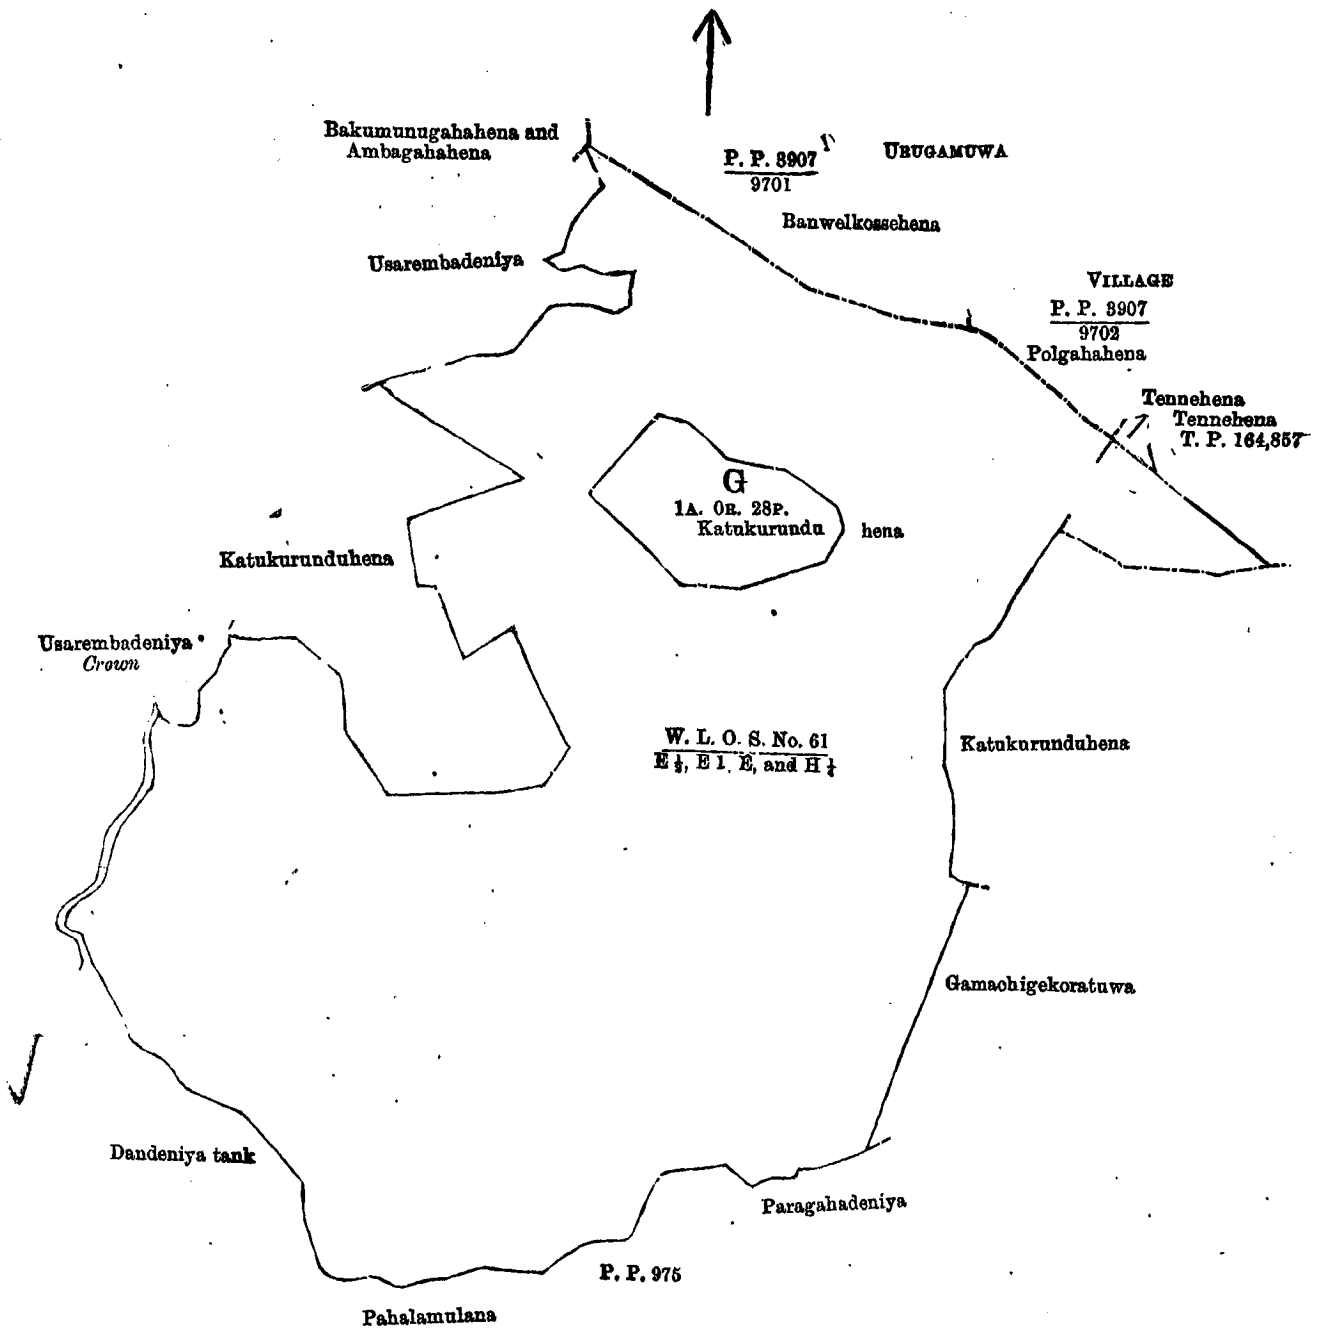 Bakumunugahahena and
Ambagahahena
P. P. 3907
9701
URUGAMUWA
Banwelkossehena
Usarembadeniya
VILLAGE
P. P. 3907
9702
Polgahahena
Tennehena
Tennehena
T. P. 164,857
G
1A. 0R. 28P.
Katukurundu hena
Katukurunduhena
Usarembadeniya
Crown
W. L. O. S. No. 61
E ½, E 1, E, and H ½
Katukurunduhena
Gamachigekoratuwa
Dandeniya tank
Paragahadeniya
P. P. 975
Pahalamulana